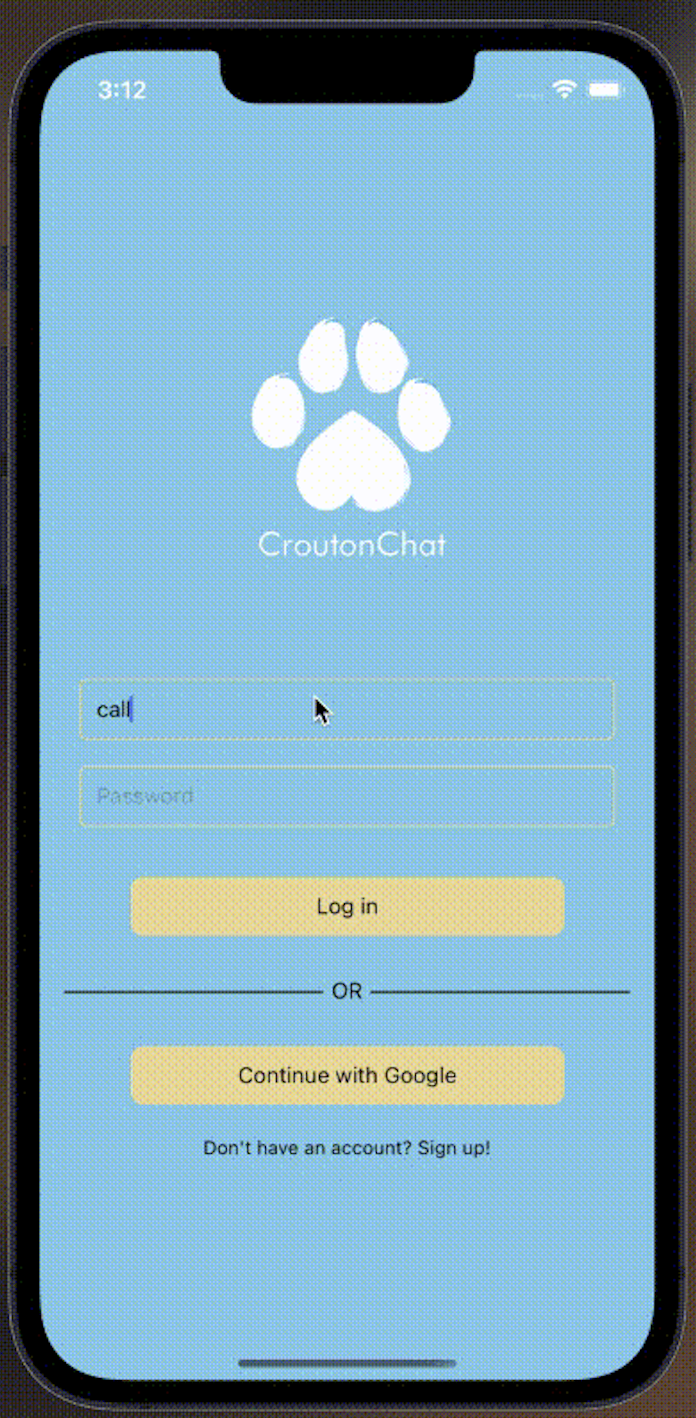 3:12
CroutonChat
call
Password
Log in
OR
Continue with Google
Don't have an account? Sign up!